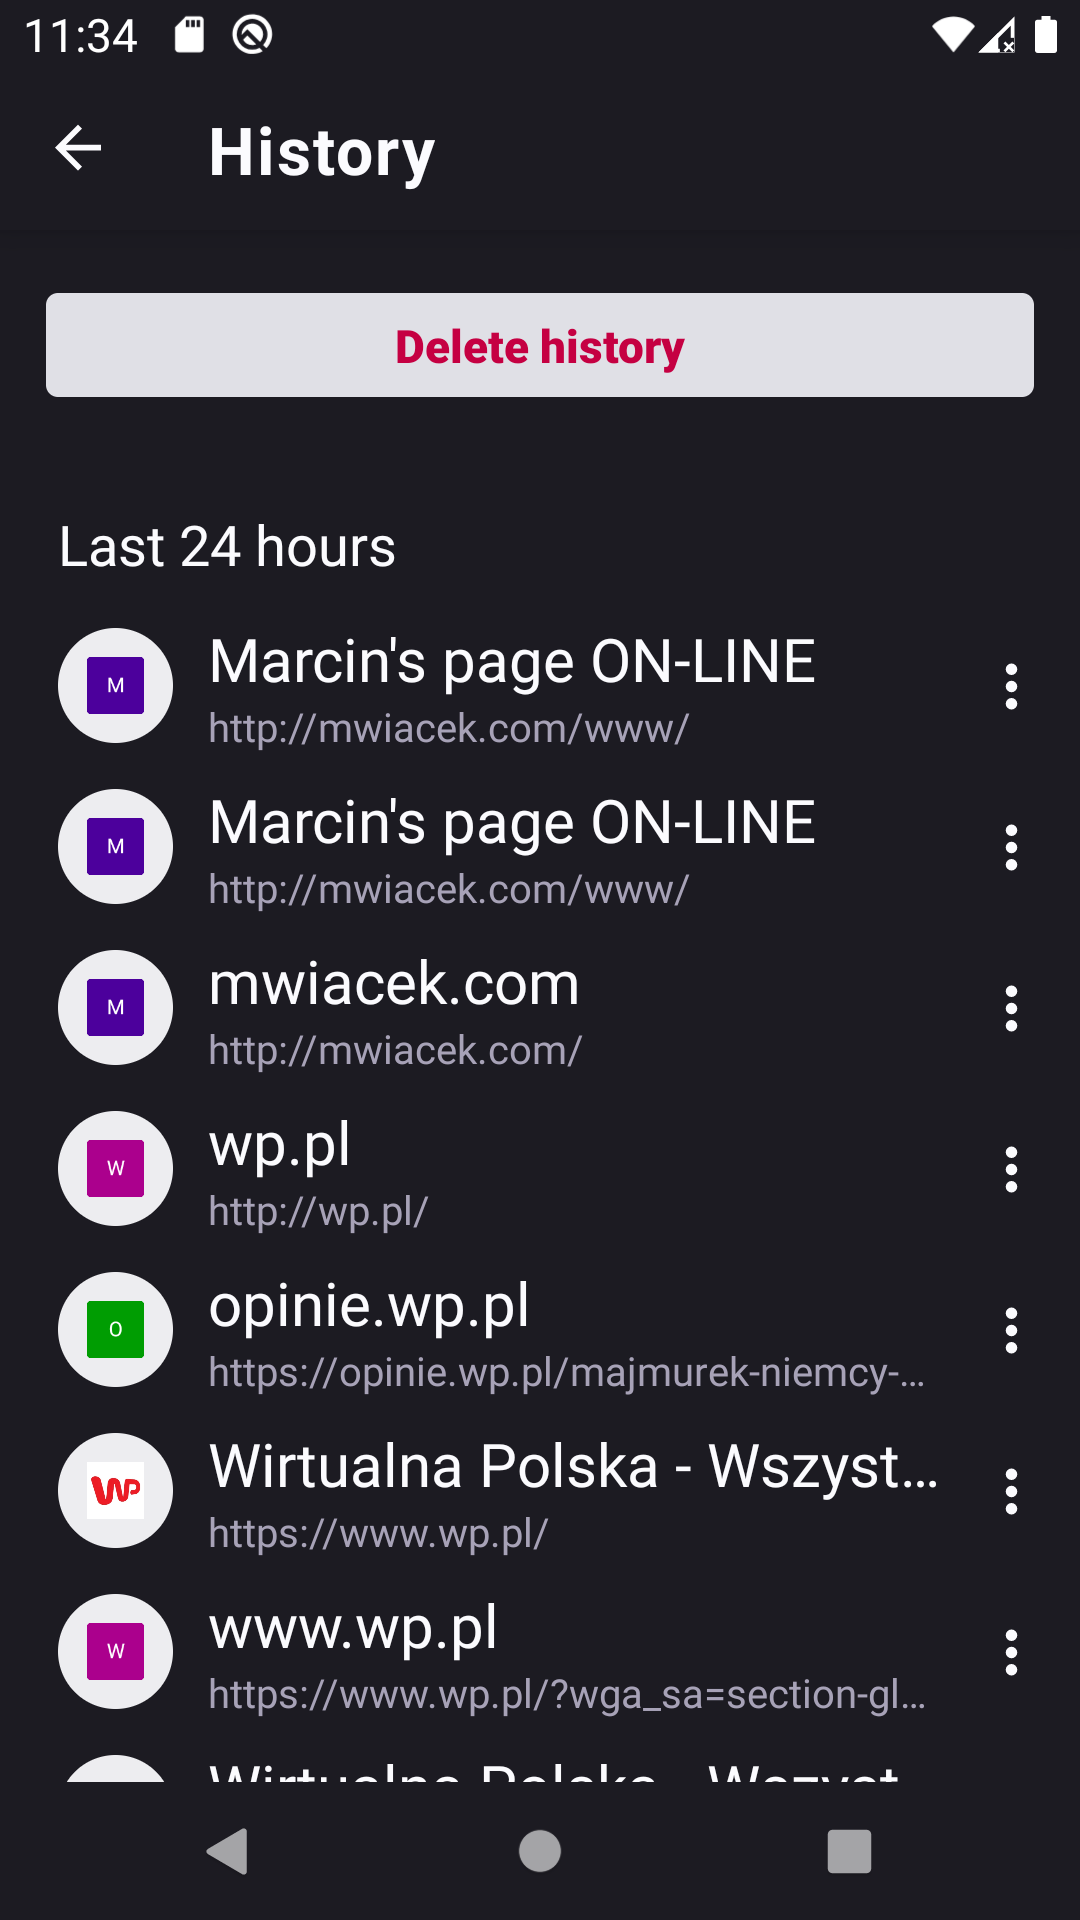 11:34
History
Delete history
Last 24 hours
M
Marcin's page ON-LINE
http://mwiacek.com/www/
M
Marcin's page ON-LINE
http://mwiacek.com/www/
M
mwiacek.com
http://mwiacek.com/
W
wp.pl
http://wp.pl/
O
opinie.wp.pl
https://opinie.wp.pl/majmurek-niemcy-...
WP
Wirtualna Polska - Wszyst...
https://www.wp.pl/
W
www.wp.pl
https://www.wp.pl/?wga_sa=section-gl...
Wirtualna Polska - Wszyst